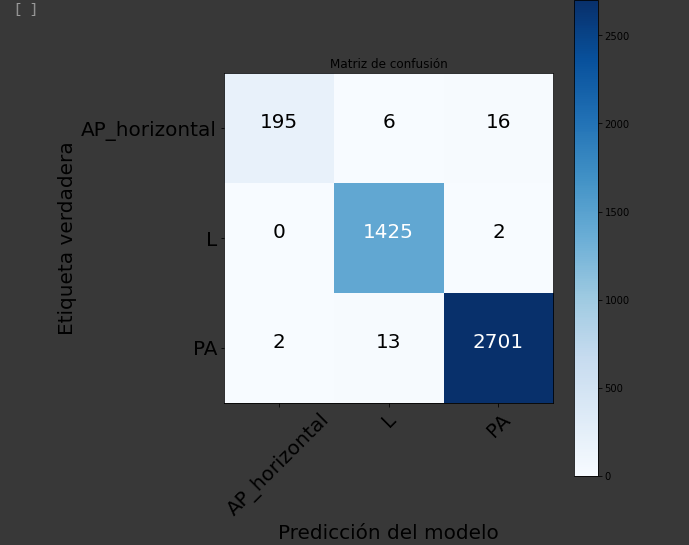 [ ]
Matriz de confusión
Etiqueta verdadera
AP_horizontal 195 6 16
L 0 1425 2
PA 2 13 2701
AP_horizontal L PA
Predicción del modelo
2500
2000
1500
1000
500
0